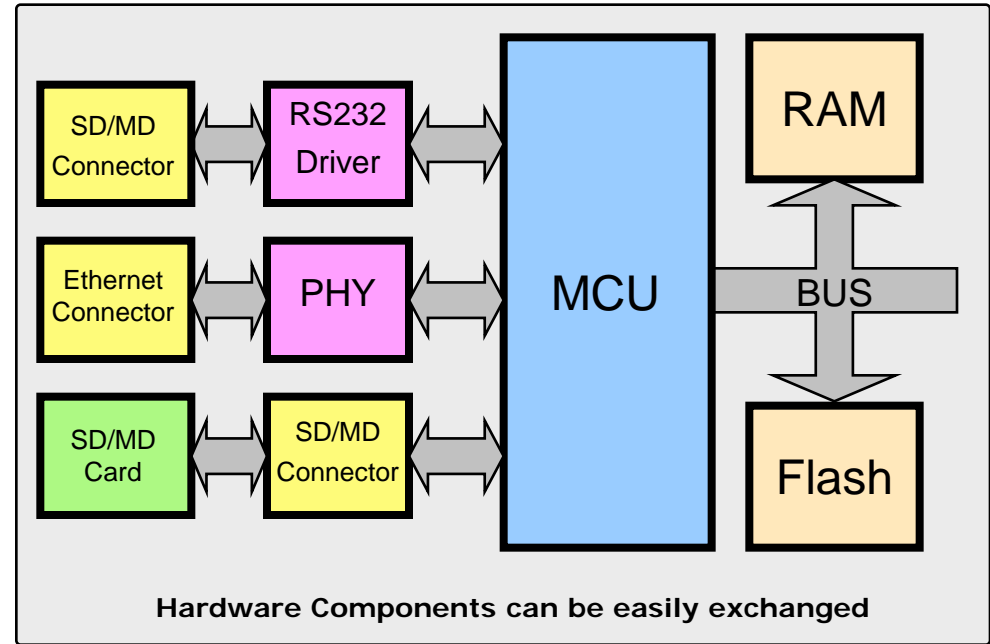 SD/MD
Connector
RS232
Driver
Ethernet
Connector
PHY
SD/MD
Card
SD/MD
Connector
MCU
RAM
BUS
Flash
Hardware Components can be easily exchanged